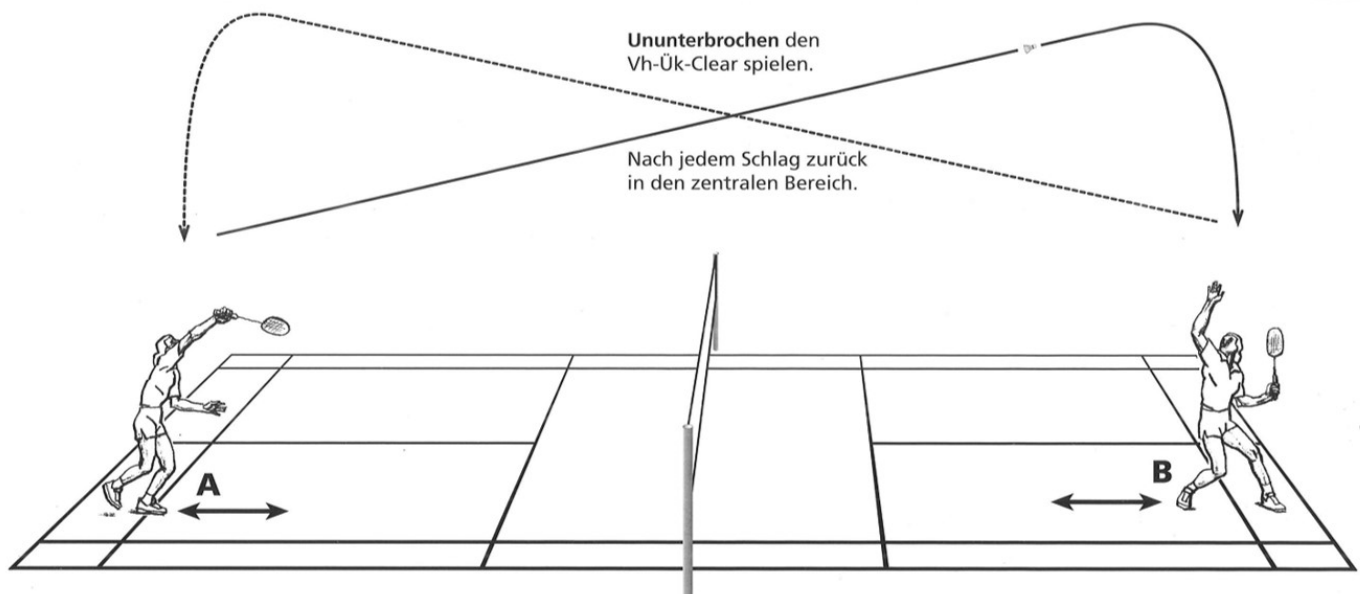 Ununterbrochen den
Vh-Ük-Clear spielen.
Nach jedem Schlag zurück
in den zentralen Bereich.
A
B